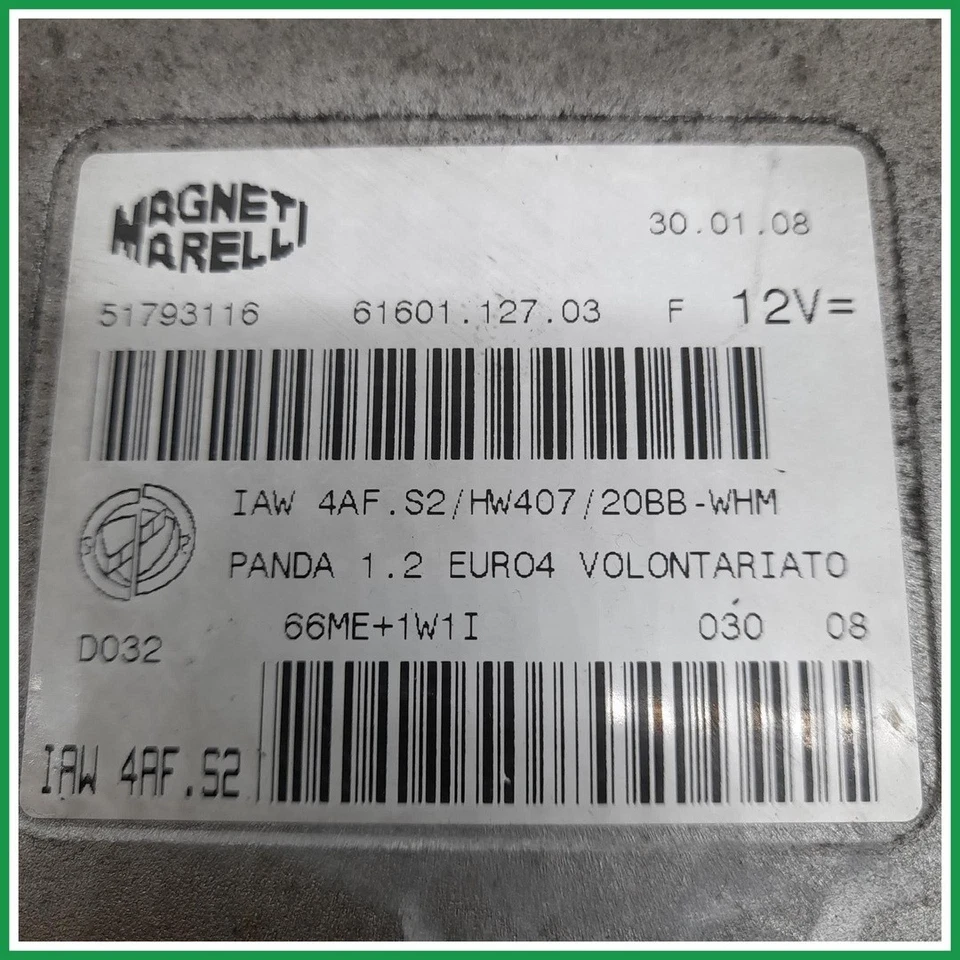 MAGNETI
MARELLI
30.01.08
51793116 61601.127.03 F 12V=
IAW 4AF.S2/HW407/20BB-WHM
PANDA 1.2 EURO4 VOLONTARIATO
66ME+1W1I 030 08
D032
IAW 4AF.S2